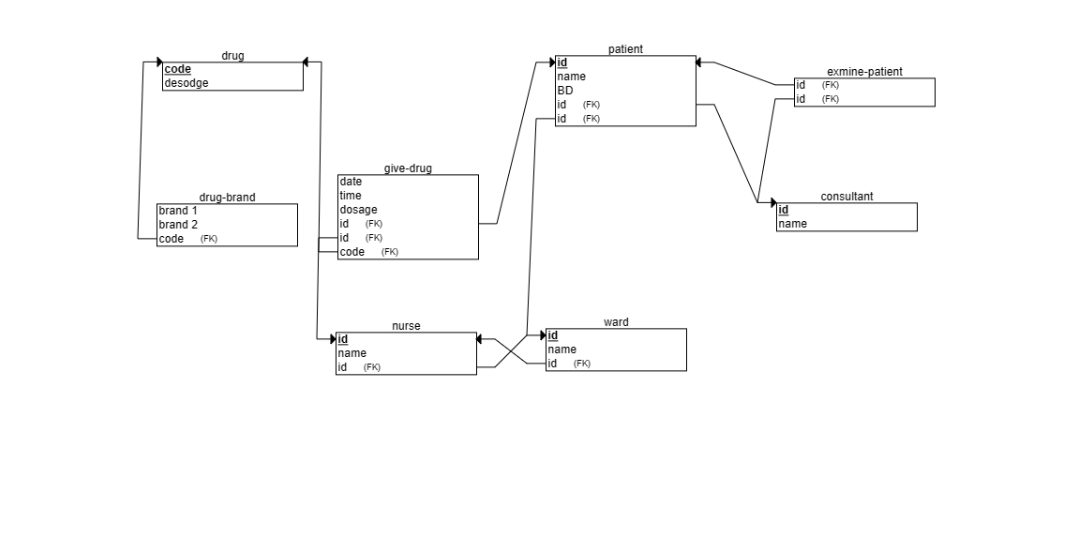 drug
code
desodge
patient
id
name
BD
id (FK)
id (FK)
exmine-patient
id (FK)
id (FK)
give-drug
date
time
dosage
id (FK)
id (FK)
code (FK)
drug-brand
brand 1
brand 2
code (FK)
consultant
id
name
nurse
id
name
id (FK)
ward
id
name
id (FK)